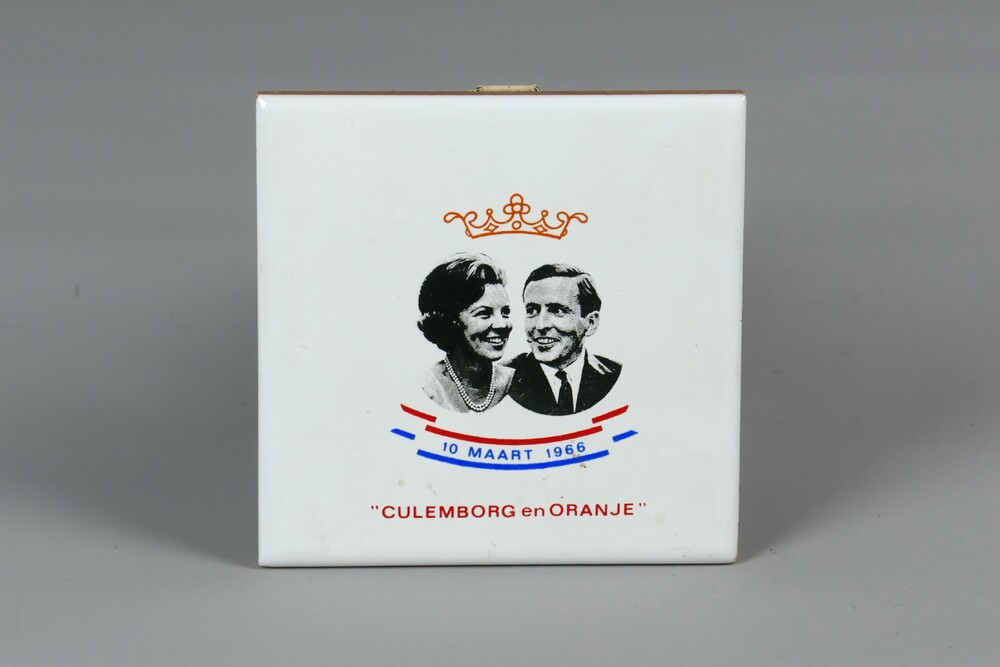 10 MAART 1966
"CULEMBORG en ORANJE"